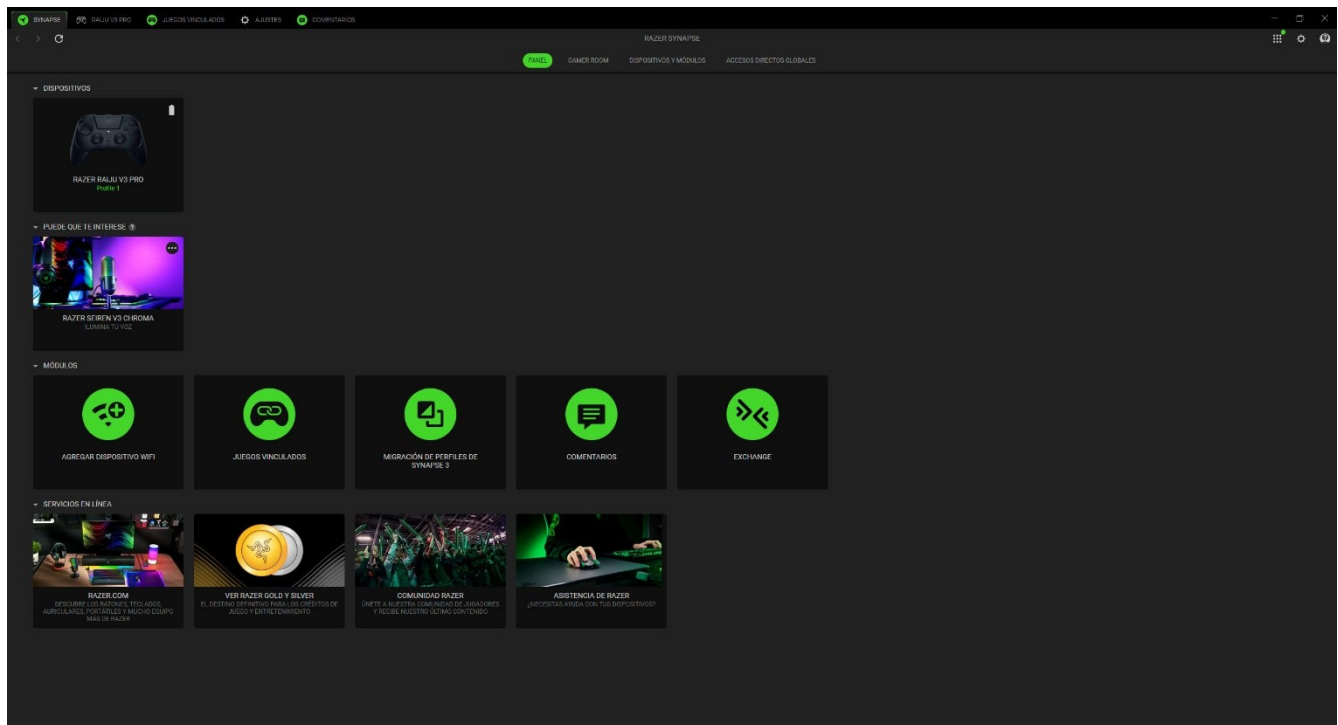 SYNAPSE
RAIJU V3 PRO
JUEGOS VINCULADOS
AJUSTES
COMENTARIOS
RAZER SYNAPSE
PANEL
GAMER ROOM
DISPOSITIVOS Y MÓDULOS
ACCESOS DIRECTOS GLOBALES
DISPOSITIVOS
RAZER RAIJU V3 PRO
Profile 1
PUEDE QUE TE INTERESE ?
RAZER SEIREN V3 CHROMA
ILUMINA TU VOZ
MÓDULOS
AGREGAR DISPOSITIVO WIFI
JUEGOS VINCULADOS
MIGRACIÓN DE PERFILES DE
SYNAPSE 3
COMENTARIOS
EXCHANGE
SERVICIOS EN LÍNEA
RAZER.COM
DESCUBRE LOS RATONES, TECLADOS,
AURICULARES, PORTÁTILES Y MUCHO EQUIPO
MÁS DE RAZER
VER RAZER GOLD Y SILVER
EL DESTINO DEFINITIVO PARA LOS CRÉDITOS DE
JUEGO Y ENTRETENIMIENTO
COMUNIDAD RAZER
ÚNETE A NUESTRA COMUNIDAD DE JUGADORES
Y RECIBE NUESTRO ÚLTIMO CONTENIDO
ASISTENCIA DE RAZER
¿NECESITAS AYUDA CON TUS DISPOSITIVOS?